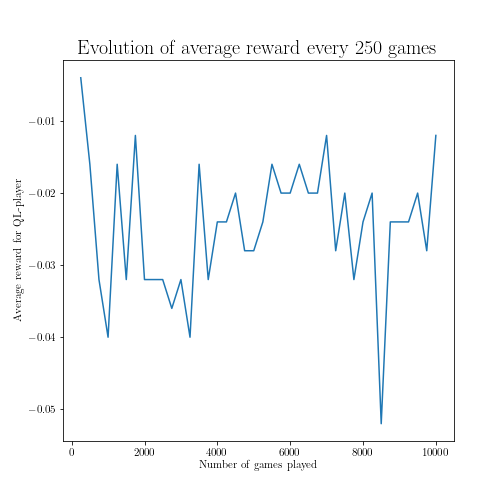 Evolution of average reward every 250 games
−0.01
−0.02
−0.03
−0.04
−0.05
Average reward for QL-player
0 2000 4000 6000 8000 10000
Number of games played